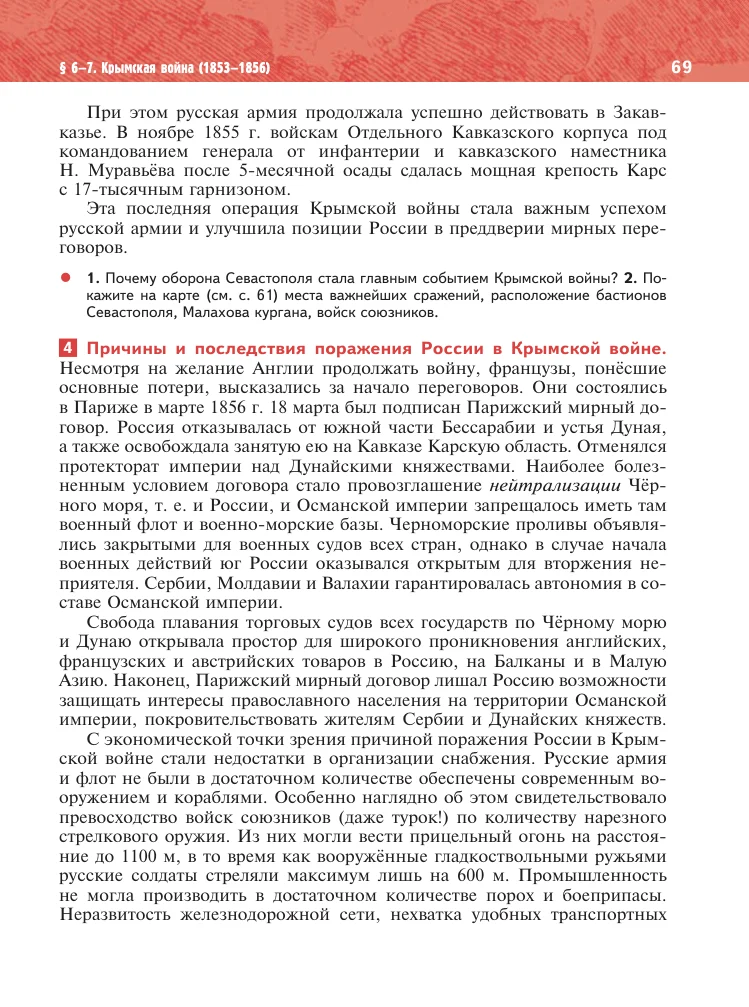 § 6–7. Крымская война (1853–1856)
69
При этом русская армия продолжала успешно действовать в Закав-
казье. В ноябре 1855 г. войскам Отдельного Кавказского корпуса под
командованием генерала от инфантерии и кавказского наместника
Н. Муравьёва после 5-месячной осады сдалась мощная крепость Карс
с 17-тысячным гарнизоном.
Эта последняя операция Крымской войны стала важным успехом
русской армии и улучшила позиции России в преддверии мирных пере-
говоров.
1. Почему оборона Севастополя стала главным событием Крымской войны? 2. По-
кажите на карте (см. с. 61) места важнейших сражений, расположение бастионов
Севастополя, Малахова кургана, войск союзников.
4 Причины и последствия поражения России в Крымской войне.
Несмотря на желание Англии продолжать войну, французы, понёсшие
основные потери, высказались за начало переговоров. Они состоялись
в Париже в марте 1856 г. 18 марта был подписан Парижский мирный до-
говор. Россия отказывалась от южной части Бессарабии и устья Дуная,
а также освобождала занятую ею на Кавказе Карскую область. Отменялся
протекторат империи над Дунайскими княжествами. Наиболее болез-
ненным условием договора стало провозглашение нейтрализации Чёр-
ного моря, т. е. и России, и Османской империи запрещалось иметь там
военный флот и военно-морские базы. Черноморские проливы объявля-
лись закрытыми для военных судов всех стран, однако в случае начала
военных действий юг России оказывался открытым для вторжения не-
приятеля. Сербии, Молдавии и Валахии гарантировалась автономия в со-
ставе Османской империи.
Свобода плавания торговых судов всех государств по Чёрному морю
и Дунаю открывала простор для широкого проникновения английских,
французских и австрийских товаров в Россию, на Балканы и в Малую
Азию. Наконец, Парижский мирный договор лишал Россию возможности
защищать интересы православного населения на территории Османской
империи, покровительствовать жителям Сербии и Дунайских княжеств.
С экономической точки зрения причиной поражения России в Крым-
ской войне стали недостатки в организации снабжения. Русские армия
и флот не были в достаточном количестве обеспечены современным во-
оружением и кораблями. Особенно наглядно об этом свидетельствовало
превосходство войск союзников (даже турок!) по количеству нарезного
стрелкового оружия. Из них могли вести прицельный огонь на расстоя-
ние до 1100 м, в то время как вооружённые гладкоствольными ружьями
русские солдаты стреляли максимум лишь на 600 м. Промышленность
не могла производить в достаточном количестве порох и боеприпасы.
Неразвитость железнодорожной сети, нехватка удобных транспортных